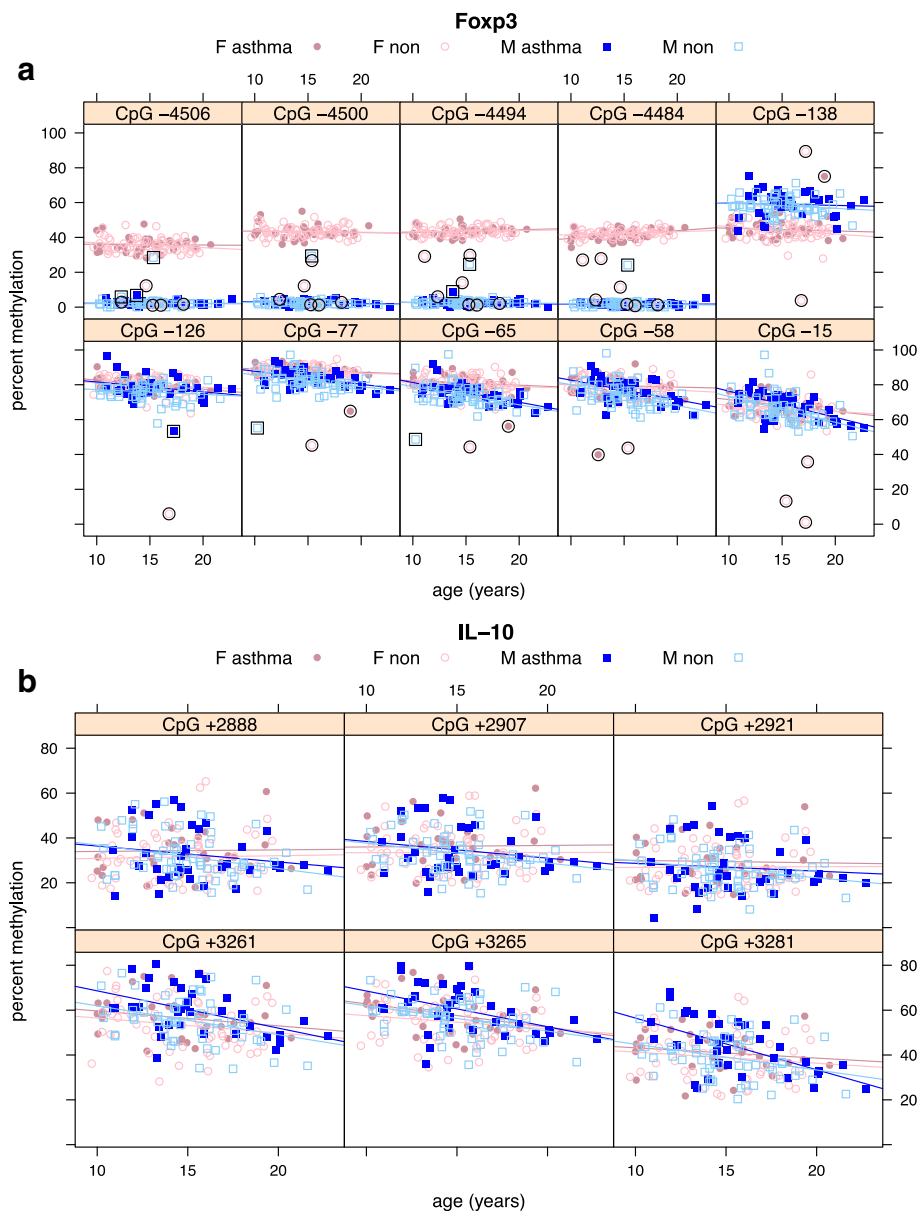 Foxp3
F asthma F non M asthma M non
a
10 15 20
CpG −4506 CpG −4500 CpG −4494 CpG −4484 CpG −138
100
80
60
40
20
0
CpG −126 CpG −77 CpG −65 CpG −58 CpG −15
100
80
60
40
20
0
percent methylation
10 15 20 10 15 20 10 15 20
age (years)
IL−10
F asthma F non M asthma M non
b
10 15 20
CpG +2888 CpG +2907 CpG +2921
80
60
40
20
CpG +3261 CpG +3265 CpG +3281
80
60
40
20
percent methylation
10 15 20 10 15 20
age (years)